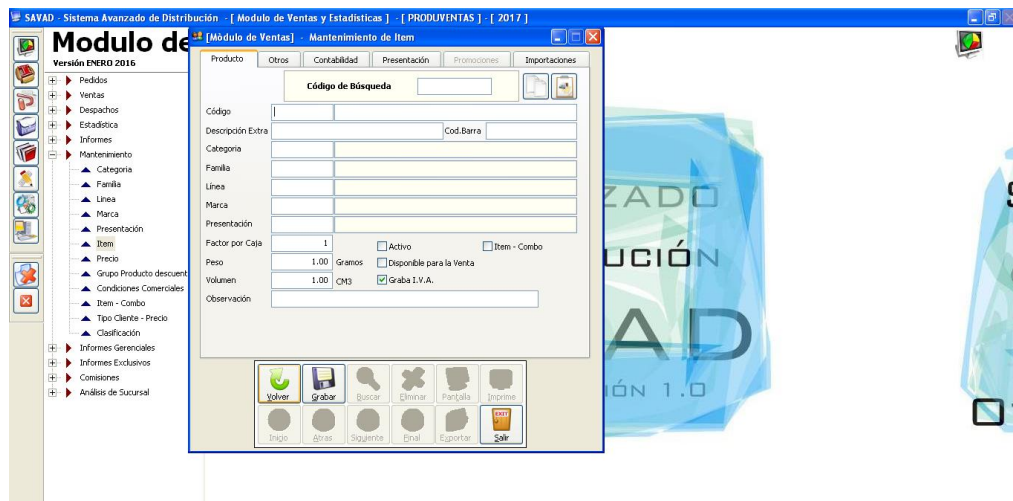 SAVAD - Sistema Avanzado de Distribución - [ Modulo de Ventas y Estadísticas ] - [ PRODUVENTAS ] - [ 2017 ]
Modulo de
Versión ENERO 2016
Pedidos
Ventas
Despachos
Estadística
Informes
Mantenimiento
Categoria
Familia
Linea
Marca
Presentación
Item
Precio
Grupo Producto descuent
Condiciones Comerciales
Item - Combo
Tipo Cliente - Precio
Clasificación
Informes Gerenciales
Informes Exclusivos
Comisiones
Análisis de Sucursal
[Módulo de Ventas] - Mantenimiento de Item
Producto Otros Contabilidad Presentación Promociones Importaciones
Código de Búsqueda
Código
Descripción Extra Cod.Barra
Categoria
Familia
Línea
Marca
Presentación
Factor por Caja 1 Activo Item - Combo
Peso 1.00 Gramos Disponible para la Venta
Volumen 1.00 CM3 Graba I.V.A.
Observación
Volver Grabar Buscar Eliminar Pantalla Imprime
Inicio Atras Siguiente Final Exportar Salir
EXIT
ZADO
UCIÓN
AD
IÓN 1.0